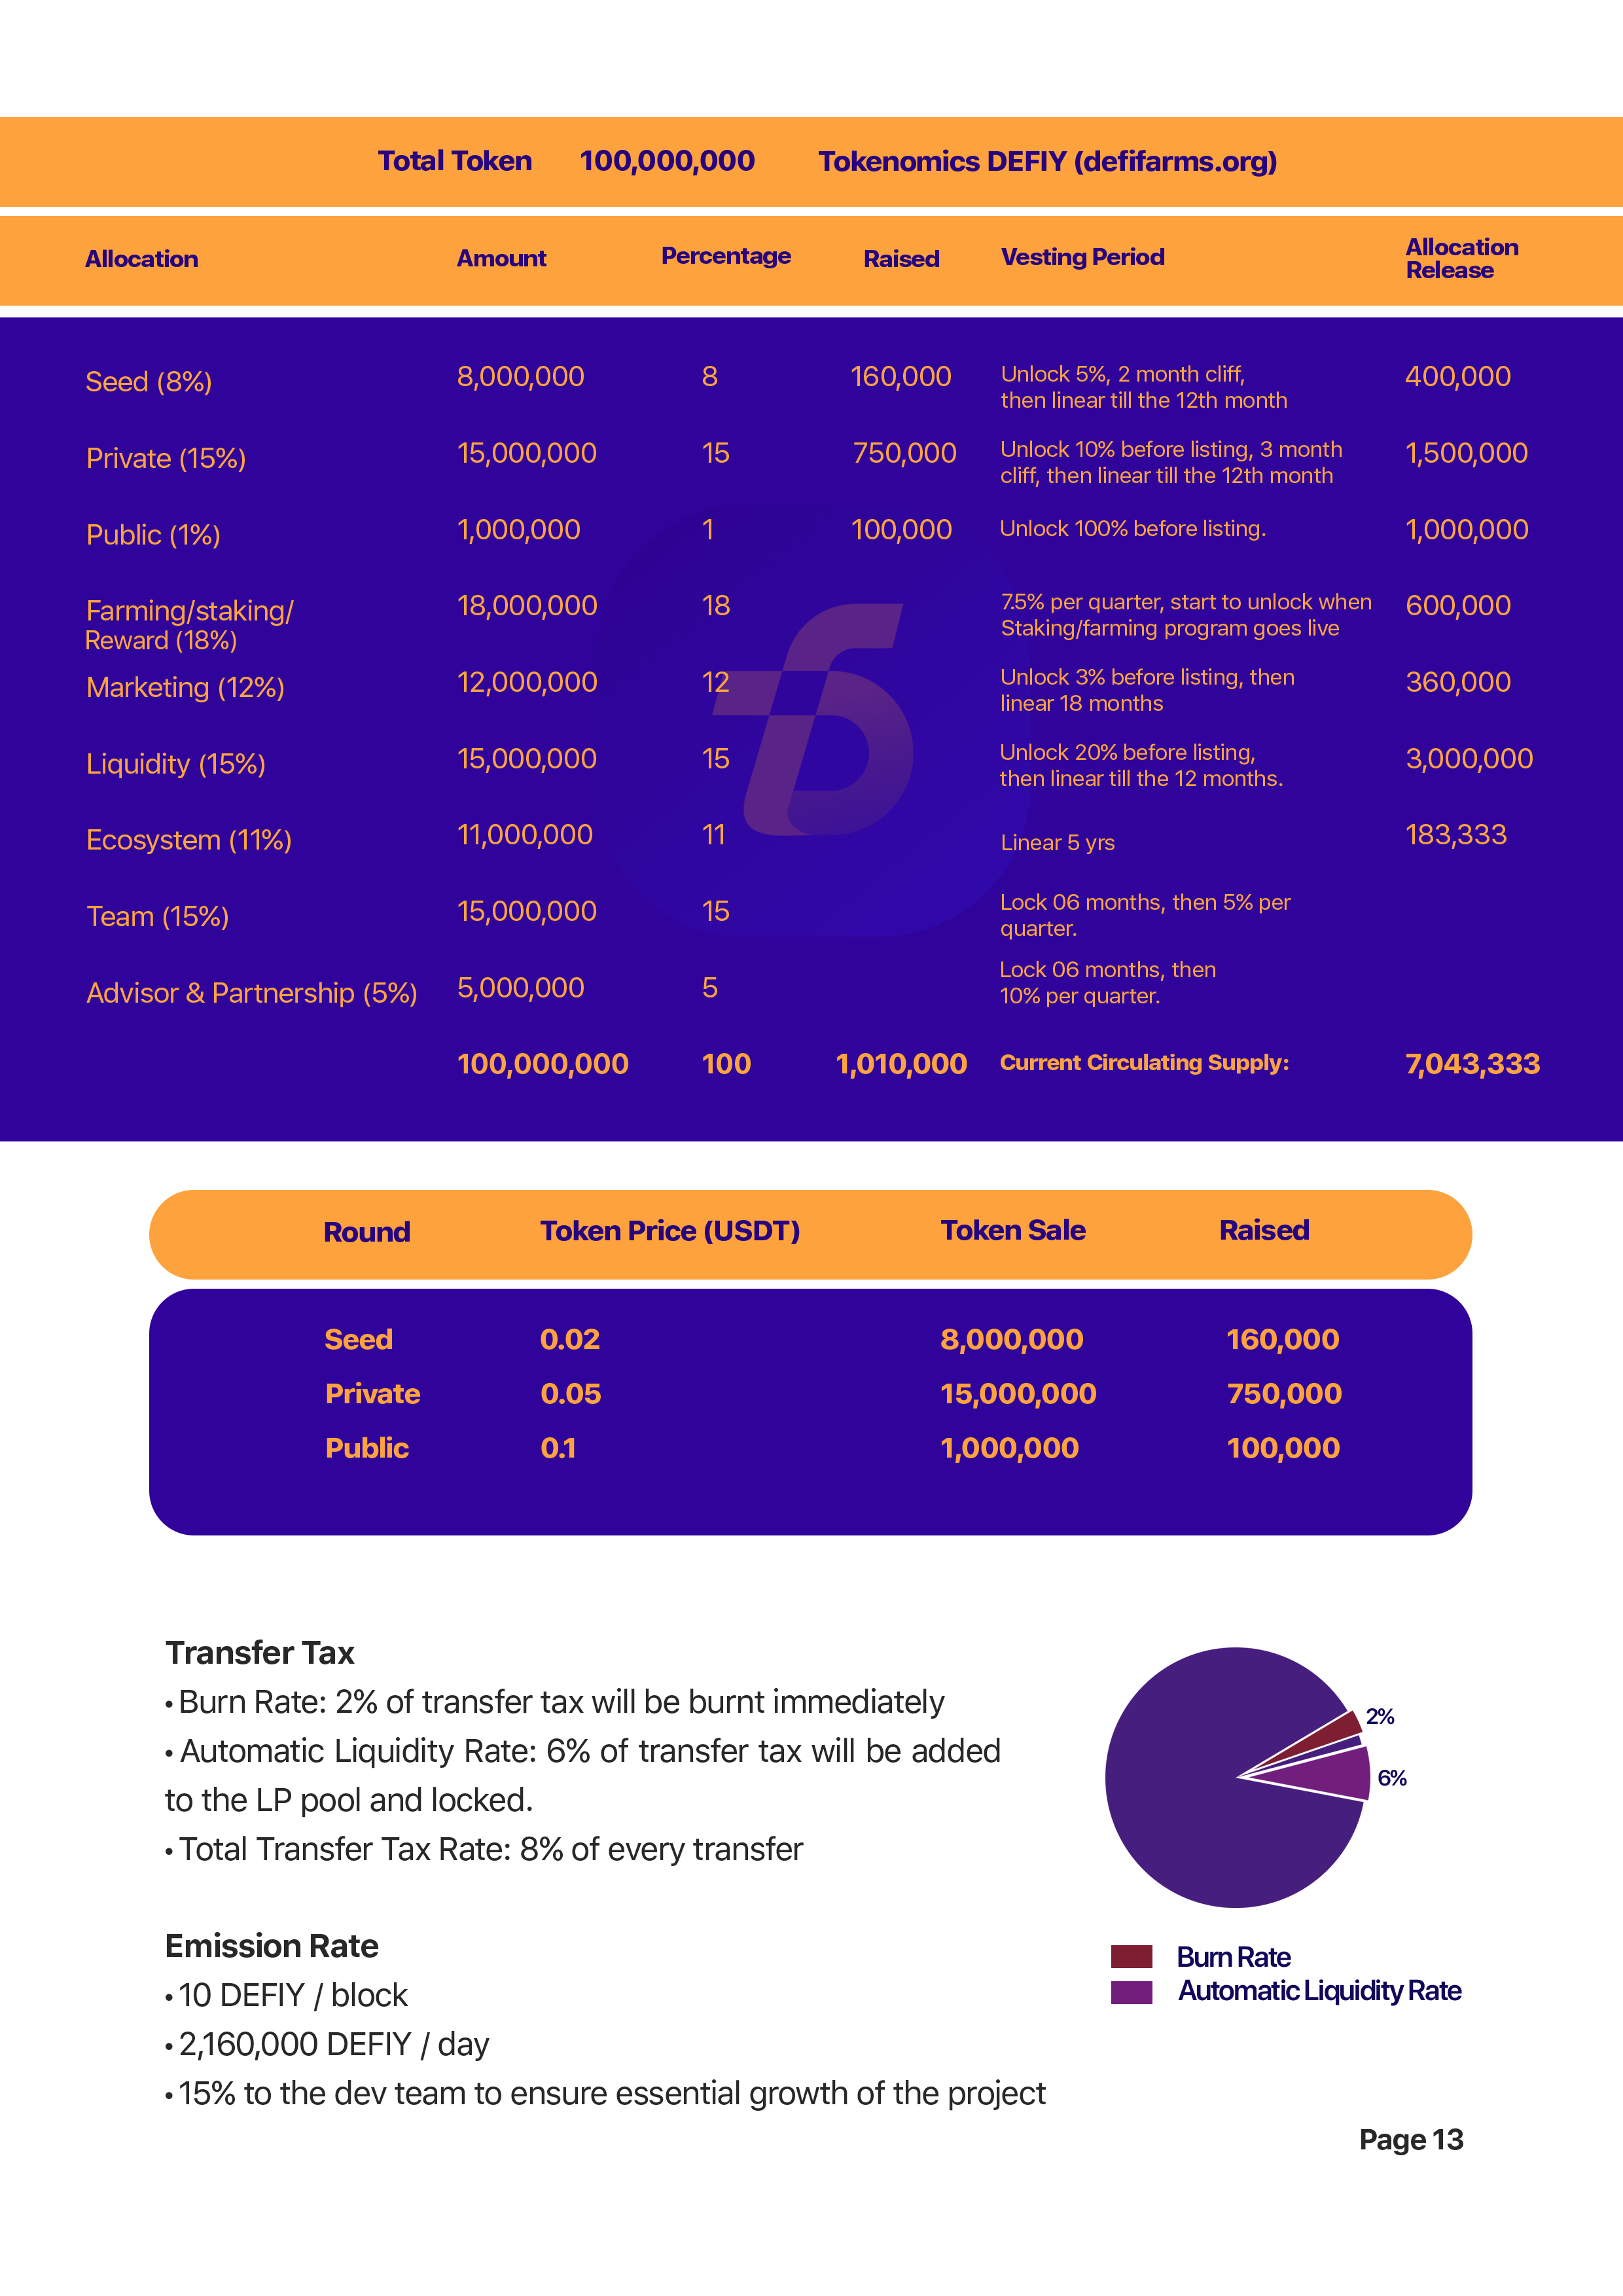 Total Token 100,000,000 Tokenomics DEFIY (defifarms.org)
Allocation Amount Percentage Raised Vesting Period Allocation
Release
Seed (8%) 8,000,000 8 160,000 Unlock 5%, 2 month cliff, 400,000
then linear till the 12th month
Private (15%) 15,000,000 15 750,000 Unlock 10% before listing, 3 month 1,500,000
cliff, then linear till the 12th month
Public (1%) 1,000,000 1 100,000 Unlock 100% before listing. 1,000,000
Farming/staking/ 18,000,000 18 7.5% per quarter, start to unlock when 600,000
Reward (18%) Staking/farming program goes live
Marketing (12%) 12,000,000 12 Unlock 3% before listing, then 360,000
linear 18 months
Liquidity (15%) 15,000,000 15 Unlock 20% before listing, 3,000,000
then linear till the 12 months.
Ecosystem (11%) 11,000,000 11 Linear 5 yrs 183,333
Team (15%) 15,000,000 15 Lock 06 months, then 5% per
quarter.
Advisor & Partnership (5%) 5,000,000 5 Lock 06 months, then
10% per quarter.
100,000,000 100 1,010,000 Current Circulating Supply: 7,043,333
Round Token Price (USDT) Token Sale Raised
Seed 0.02 8,000,000 160,000
Private 0.05 15,000,000 750,000
Public 0.1 1,000,000 100,000
Transfer Tax
• Burn Rate: 2% of transfer tax will be burnt immediately
• Automatic Liquidity Rate: 6% of transfer tax will be added
to the LP pool and locked.
• Total Transfer Tax Rate: 8% of every transfer
2%
6%
Burn Rate
Automatic Liquidity Rate
Emission Rate
• 10 DEFIY / block
• 2,160,000 DEFIY / day
• 15% to the dev team to ensure essential growth of the project
Page 13